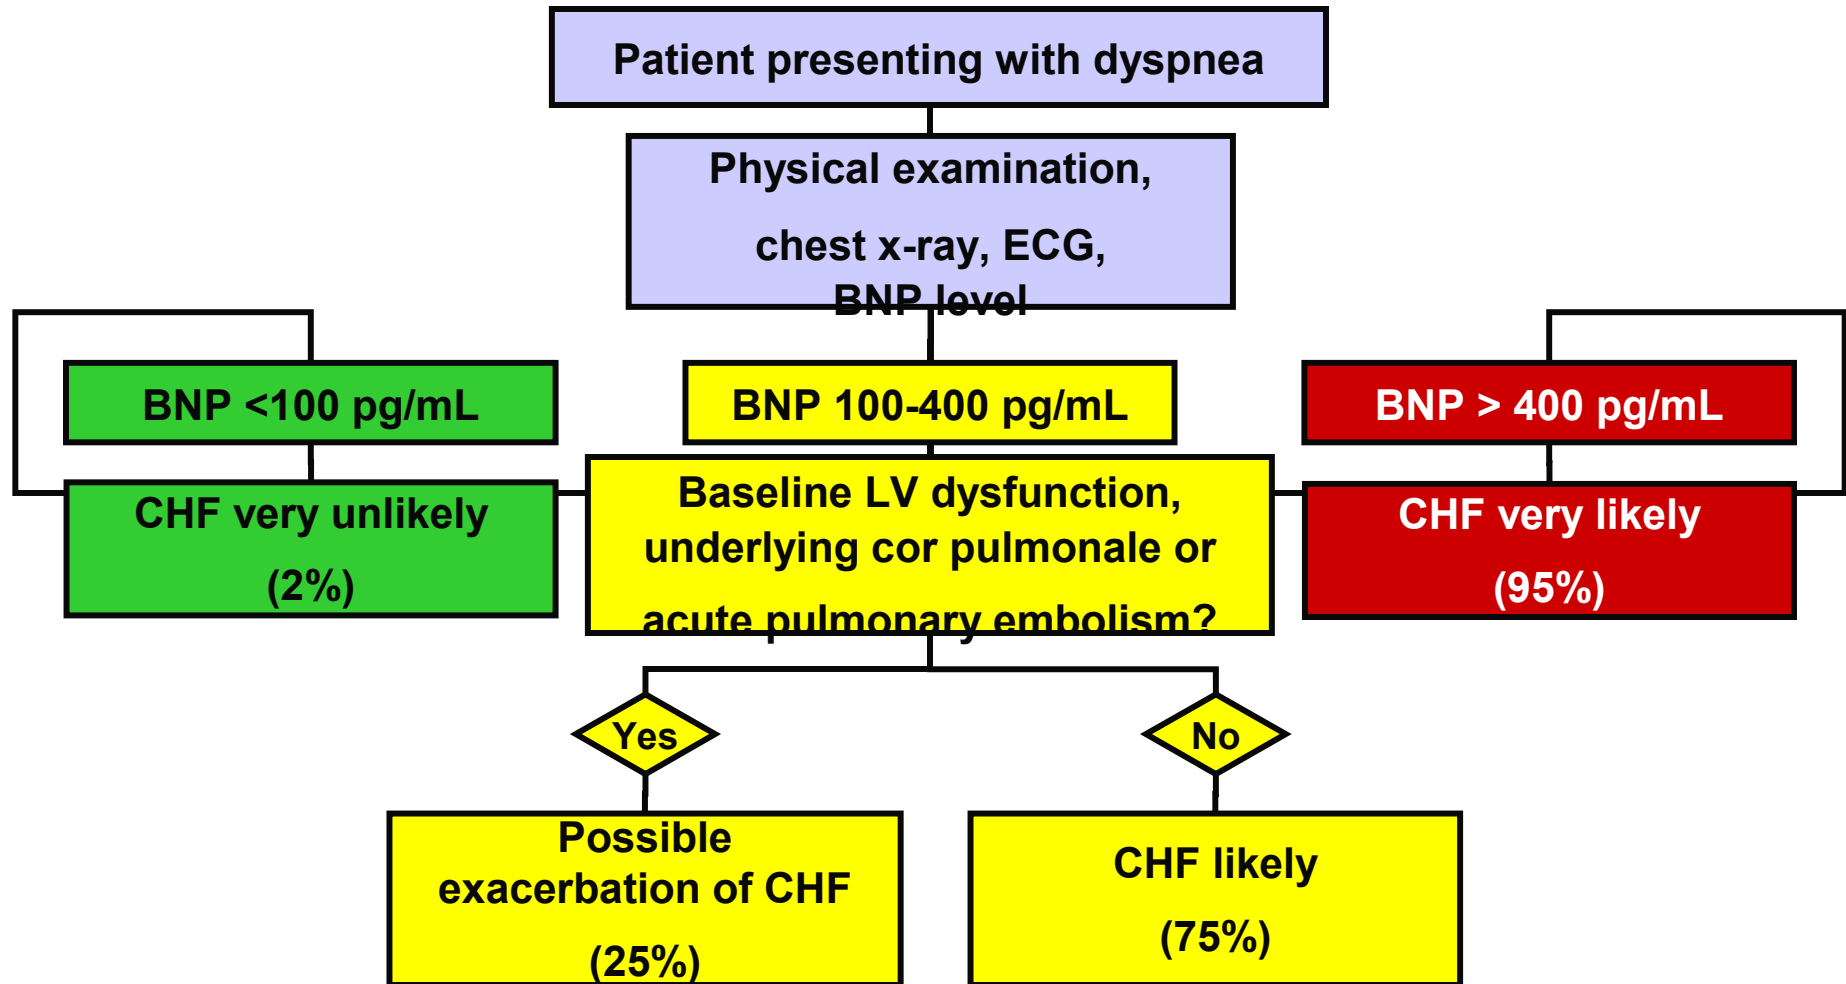 Patient presenting with dyspnea
Physical examination,
chest x-ray, ECG,
BNP level
BNP <100 pg/mL
BNP 100-400 pg/mL
BNP > 400 pg/mL
CHF very unlikely
(2%)
Baseline LV dysfunction,
underlying cor pulmonale or
acute pulmonary embolism?
CHF very likely
(95%)
Yes
No
Possible
exacerbation of CHF
(25%)
CHF likely
(75%)